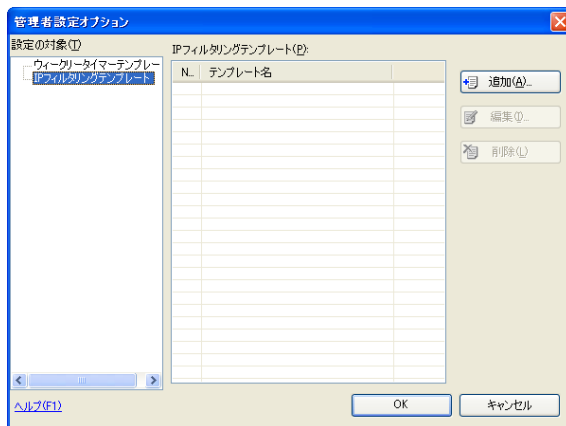 管理者設定オプション
設定の対象(T)
ウィークリータイマーテンプレー
IPフィルタリングテンプレート
IPフィルタリングテンプレート(P):
N... テンプレート名
追加(A)...
編集(I)...
削除(L)
ヘルプ(F1)
OK
キャンセル